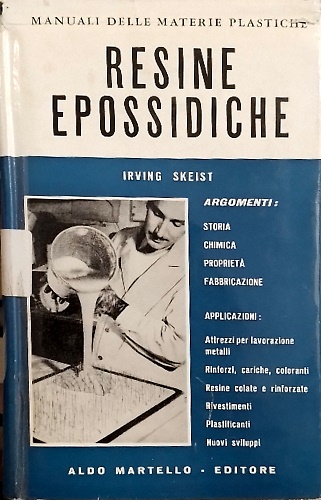 MANUALI DELLE MATERIE PLASTICHE
RESINE
EPOSSIDICHE
IRVING SKEIST
ARGOMENTI:
STORIA
CHIMICA
PROPRIETÀ
FABBRICAZIONE
APPLICAZIONI:
Attrezzi per lavorazione
metalli
Rinforzi, cariche, coloranti
Resine colate e rinforzate
Rivestimenti
Plastificanti
Nuovi sviluppi
ALDO MARTELLO - EDITORE